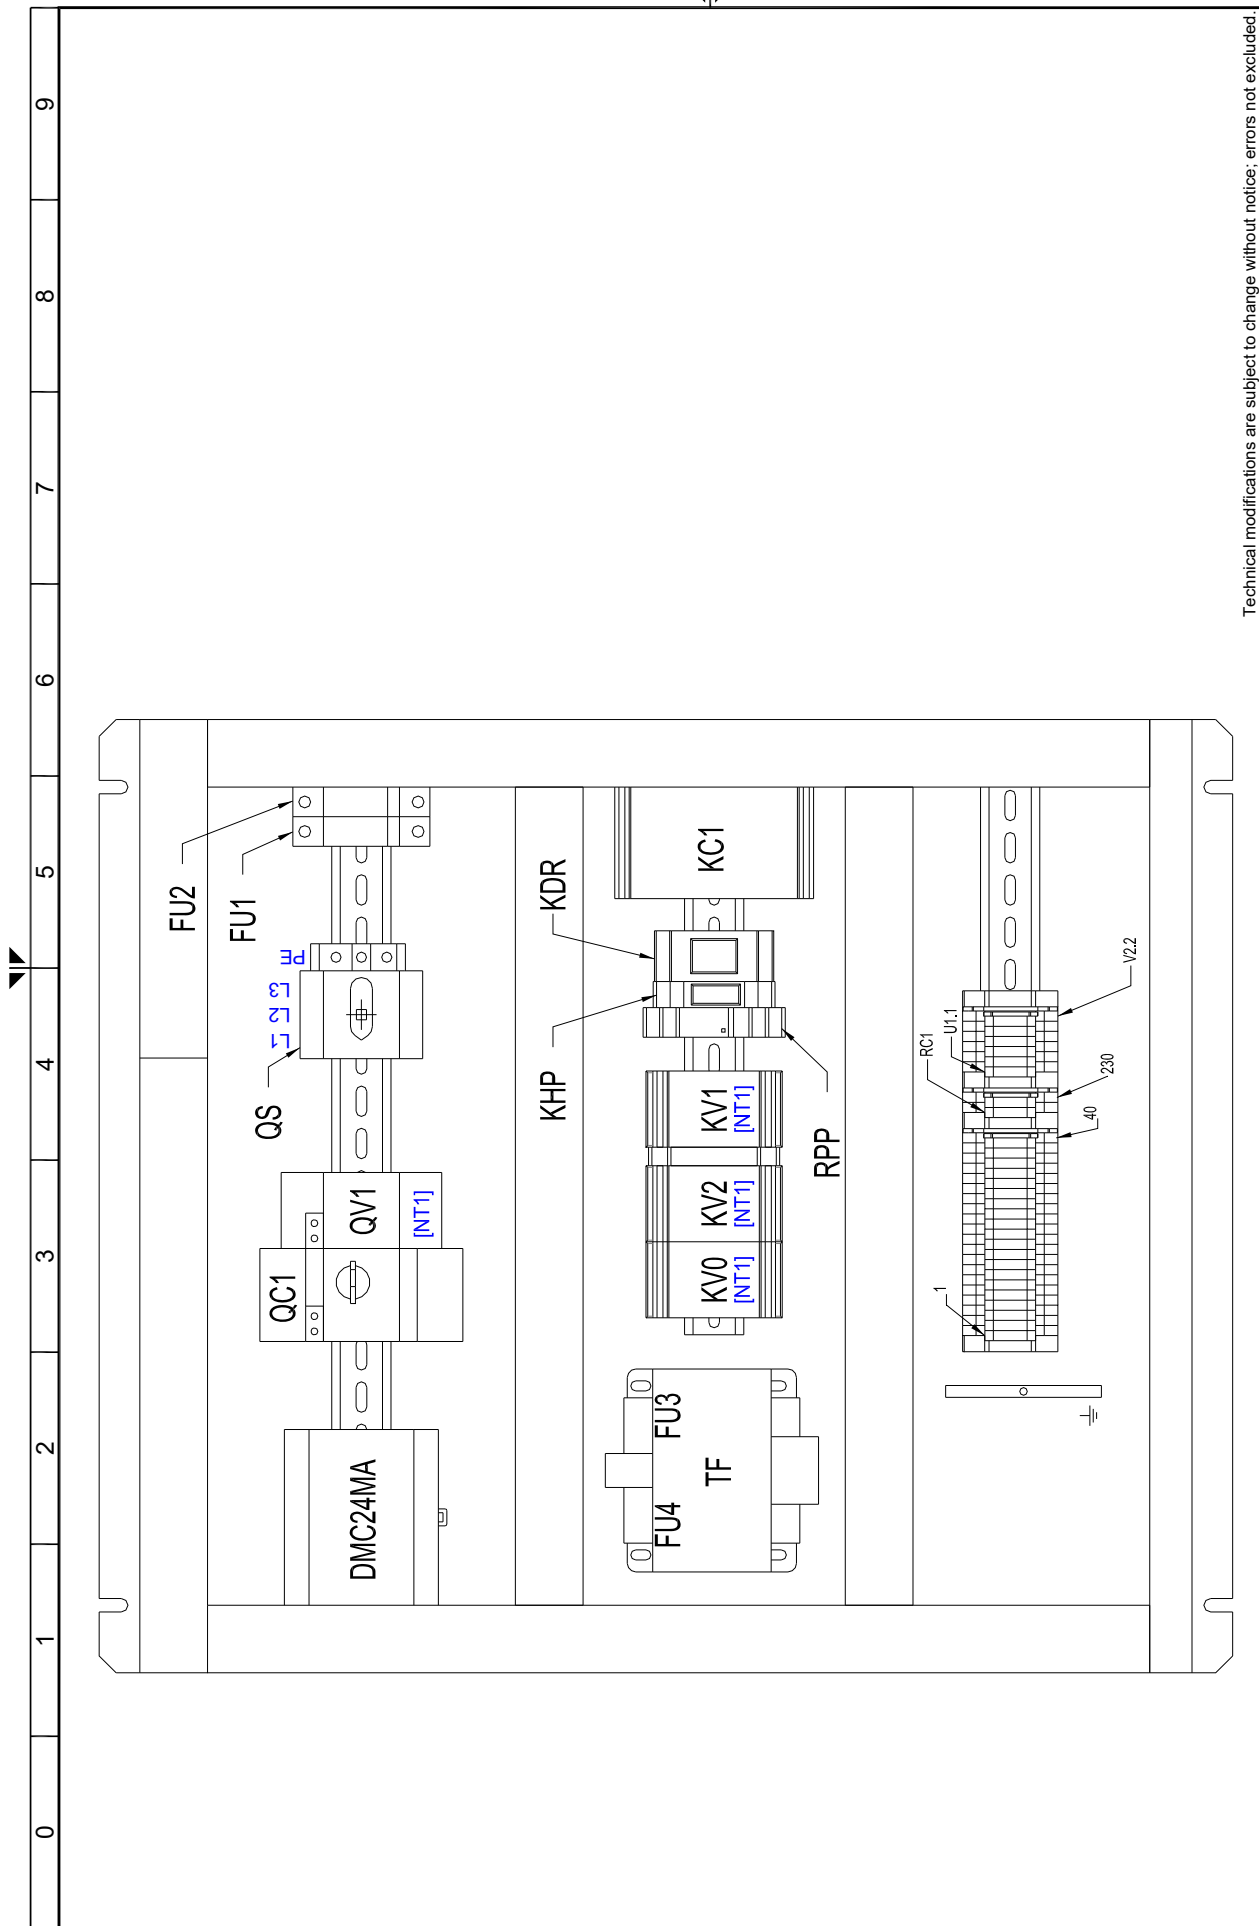 0 1 2 3 4 5 6 7 8 9
FU2
FU1
PE
L1 L2 L3
QS
QV1
[NT1]
QC1
DMC24MA
KDR
KHP
KC1
KV1
[NT1]
KV2
[NT1]
KV0
[NT1]
RPP
FU3
FU4
TF
V2.2
U1.1
RC1
230
40
1
Technical modifications are subject to change without notice; errors not excluded.